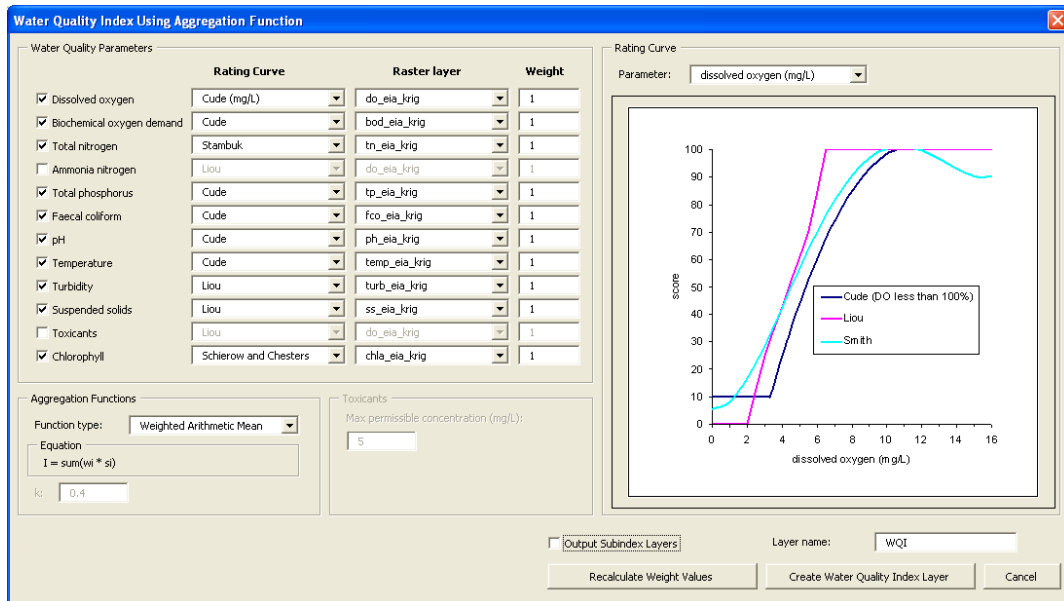 Water Quality Index Using Aggregation Function
Water Quality Parameters
Rating Curve Raster layer Weight
Dissolved oxygen Cude (mg/L) do_eia_krig 1
Biochemical oxygen demand Cude bod_eia_krig 1
Total nitrogen Stambuk tn_eia_krig 1
Ammonia nitrogen Liou do_eia_krig 1
Total phosphorus Cude tp_eia_krig 1
Faecal coliform Cude fco_eia_krig 1
pH Cude ph_eia_krig 1
Temperature Cude temp_eia_krig 1
Turbidity Liou turb_eia_krig 1
Suspended solids Liou ss_eia_krig 1
Toxicants Liou do_eia_krig 1
Chlorophyll Schierow and Chesters chla_eia_krig 1
Aggregation Functions
Function type: Weighted Arithmetic Mean
Equation
I = sum(wi * si)
k: 0.4
Toxicants
Max permissible concentration (mg/L):
5
Rating Curve
Parameter: dissolved oxygen (mg/L)
100
90
80
70
60
50
40
30
20
10
0
score
Cude (DO less than 100%)
Liou
Smith
0 2 4 6 8 10 12 14 16
dissolved oxygen (mg/L)
Output Subindex Layers Layer name: WQI
Recalculate Weight Values Create Water Quality Index Layer Cancel